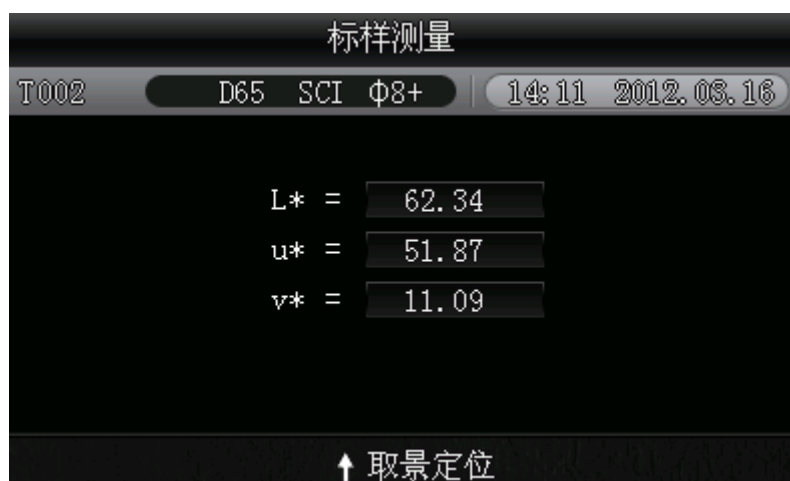 标样测量
T002 D65 SCI Φ8+ 14:11 2012.03.16
L* = 62.34
u* = 51.87
v* = 11.09
取景定位